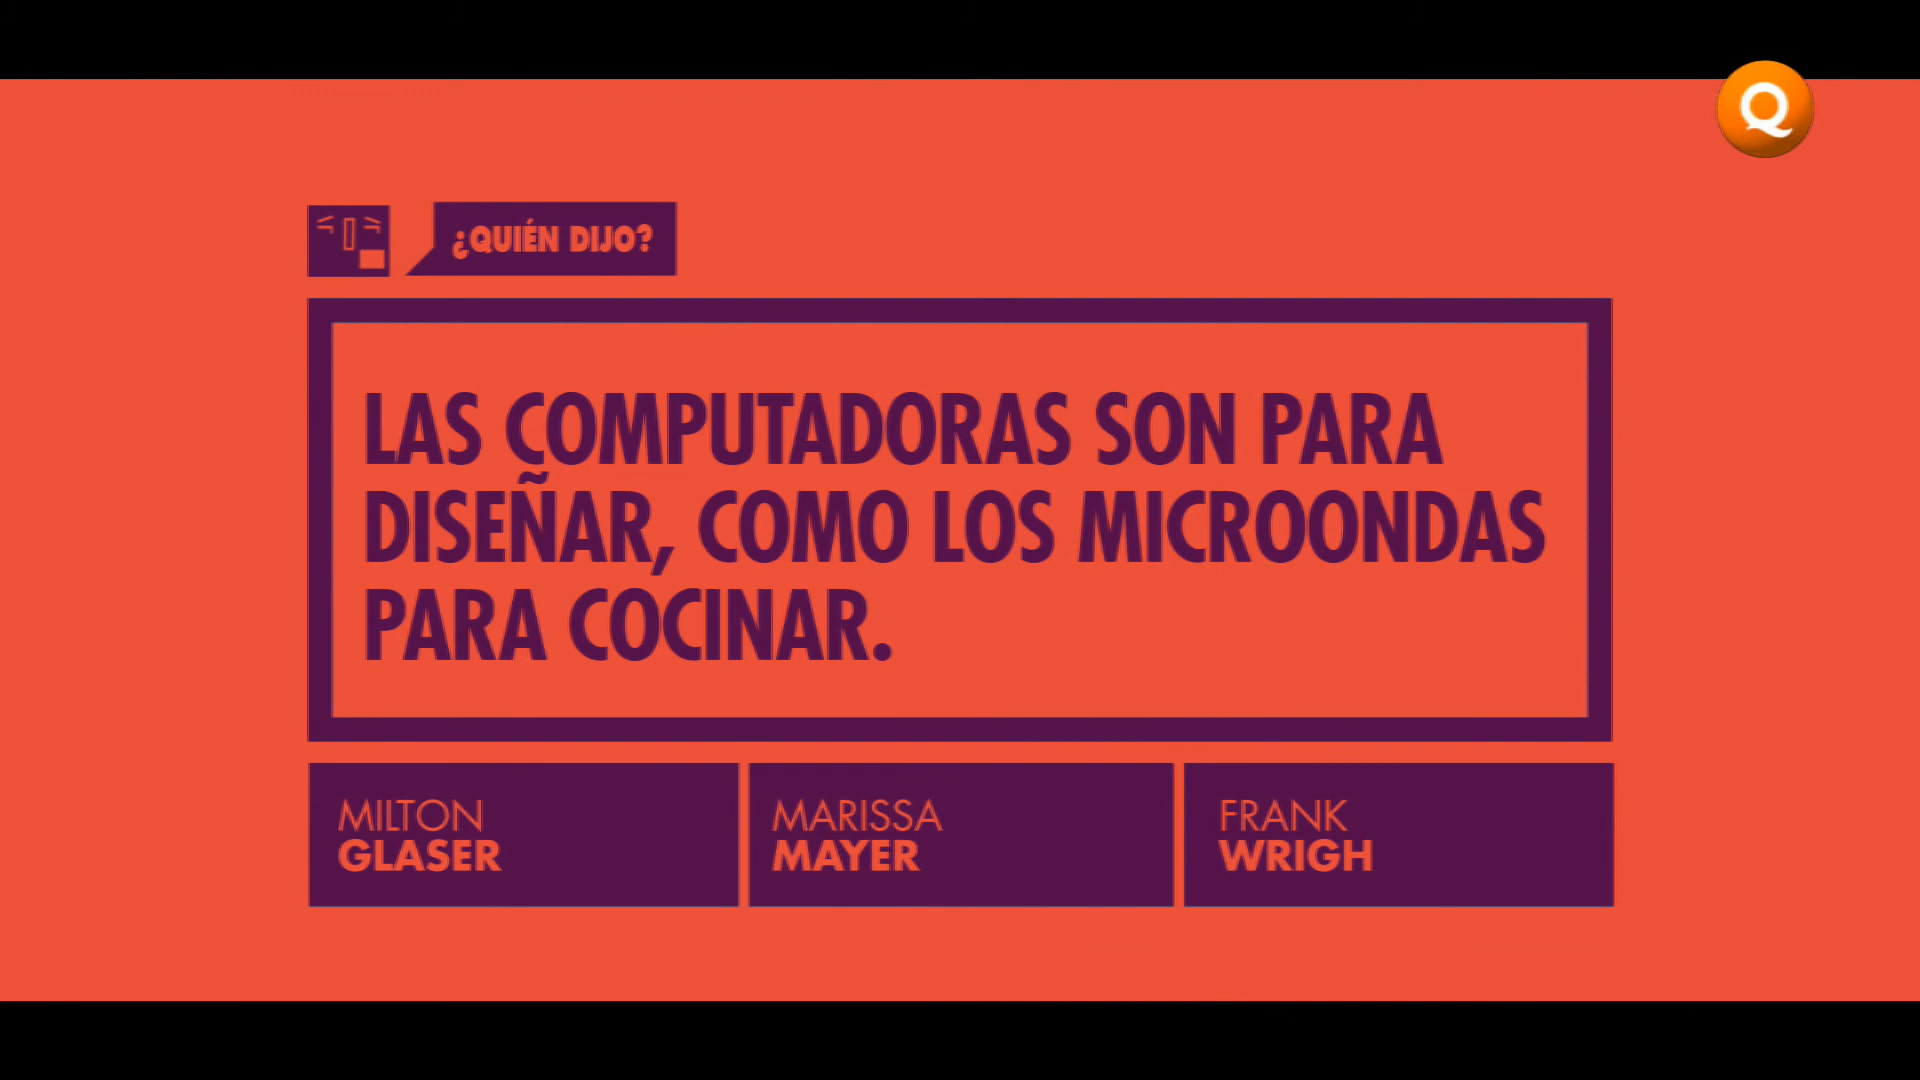 Q
¿QUIÉN DIJO?
LAS COMPUTADORAS SON PARA
DISEÑAR, COMO LOS MICROONDAS
PARA COCINAR.
MILTON
GLASER
MARISSA
MAYER
FRANK
WRIGH